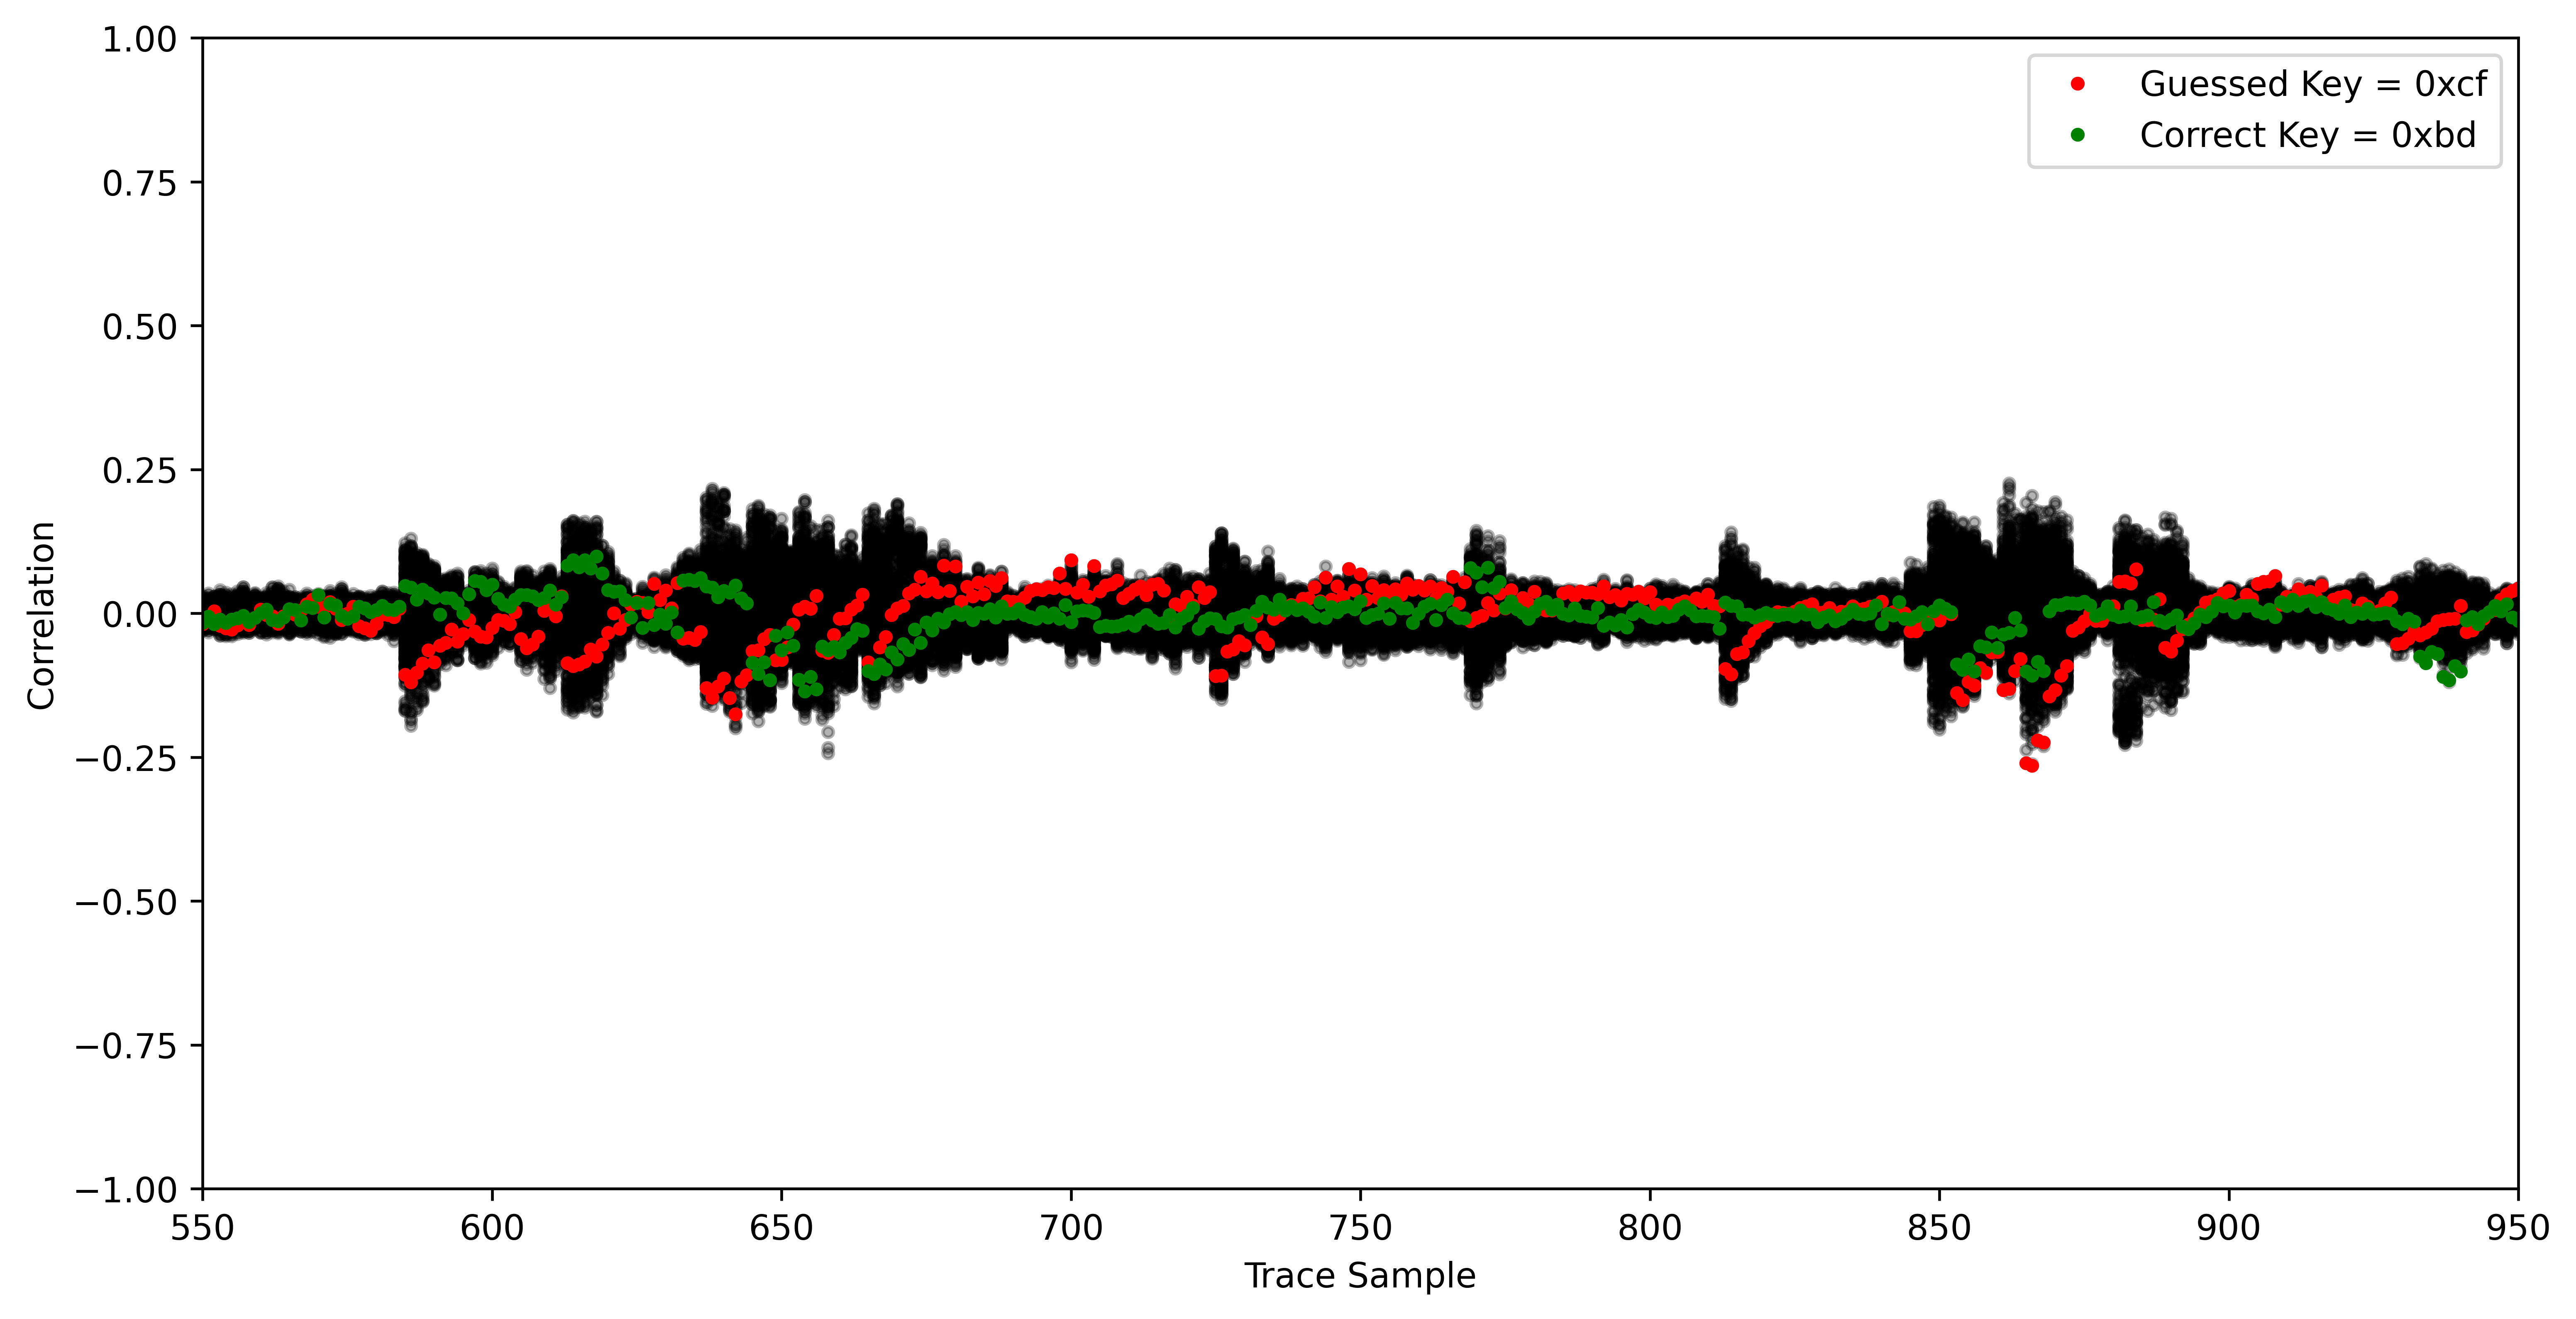 1.00
0.75
0.50
0.25
0.00
−0.25
−0.50
−0.75
−1.00
Correlation
Guessed Key = 0xcf
Correct Key = 0xbd
550 600 650 700 750 800 850 900 950
Trace Sample